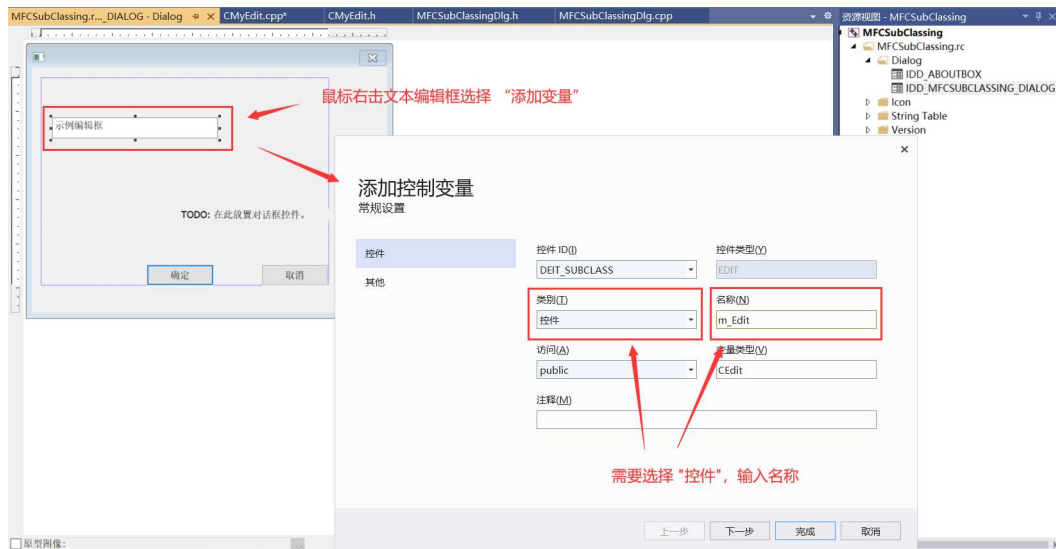 MFCSubClassing.r..._DIALOG - Dialog
CMyEdit.cpp*
CMyEdit.h
MFCSubClassingDlg.h
MFCSubClassingDlg.cpp
资源视图 - MFCSubClassing
MFCSubClassing
MFCSubClassing.rc
Dialog
IDD_ABOUTBOX
IDD_MFCSUBCLASSING_DIALOG
Icon
String Table
Version
鼠标右击文本编辑框选择 “添加变量”
示例编辑框
TODO: 在此放置对话框控件。
确定
取消
添加控制变量
常规设置
控件
其他
控件 ID(I)
控件类型(Y)
DEIT_SUBCLASS
EDIT
类别(T)
名称(N)
控件
m_Edit
访问(A)
变量类型(V)
public
CEdit
注释(M)
需要选择 "控件"，输入名称
上一步
下一步
完成
取消
原型图像:
...